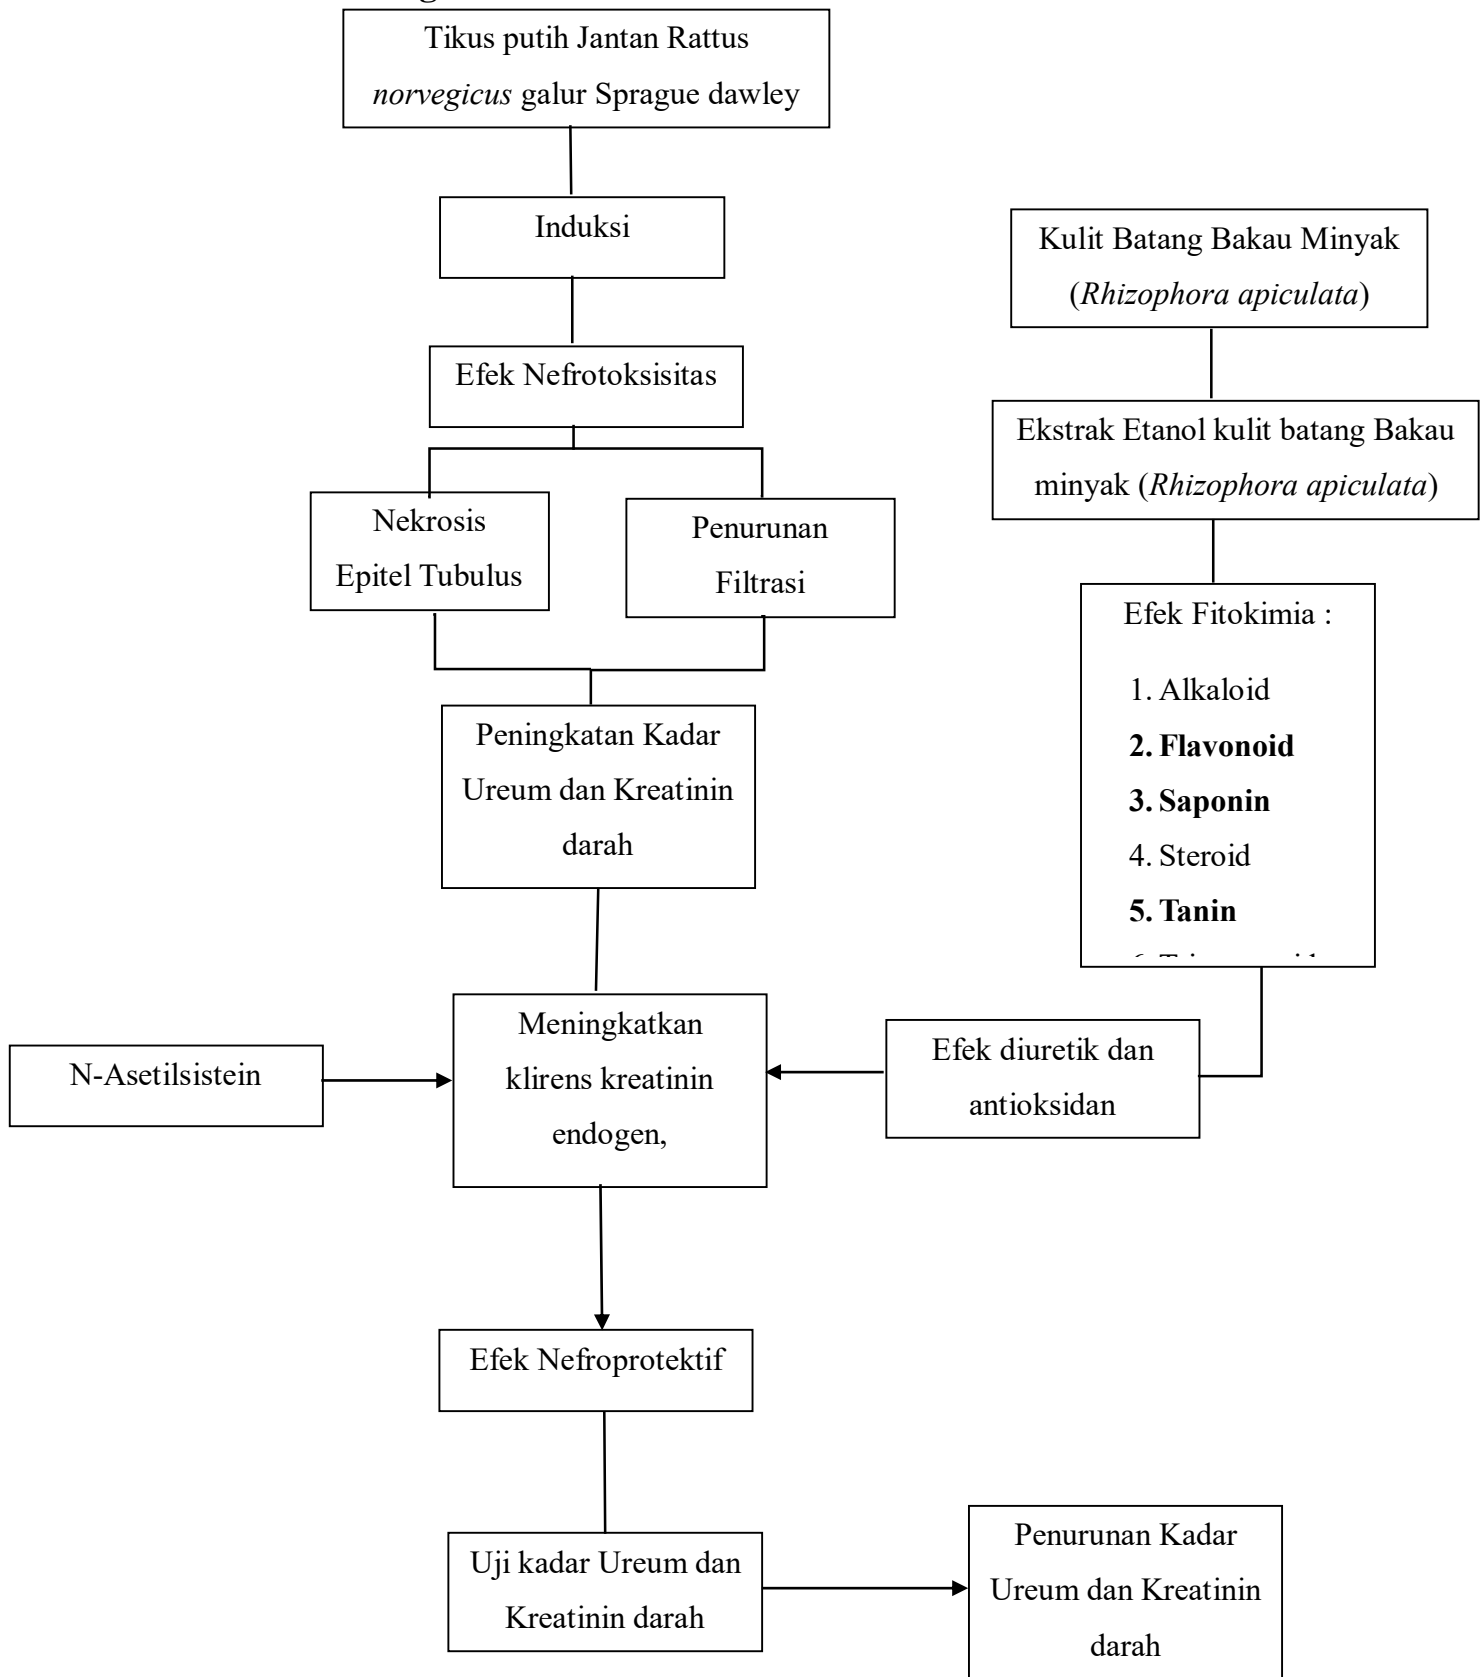 Tikus putih Jantan Rattus
norvegicus galur Sprague dawley
Induksi
Efek Nefrotoksisitas
Nekrosis
Epitel Tubulus
Penurunan
Filtrasi
Peningkatan Kadar
Ureum dan Kreatinin
darah
Kulit Batang Bakau Minyak
(Rhizophora apiculata)
Ekstrak Etanol kulit batang Bakau
minyak (Rhizophora apiculata)
Efek Fitokimia :
1. Alkaloid
2. Flavonoid
3. Saponin
4. Steroid
5. Tanin
N-Asetilsistein
Meningkatkan
klirens kreatinin
endogen,
Efek diuretik dan
antioksidan
Efek Nefroprotektif
Uji kadar Ureum dan
Kreatinin darah
Penurunan Kadar
Ureum dan Kreatinin
darah